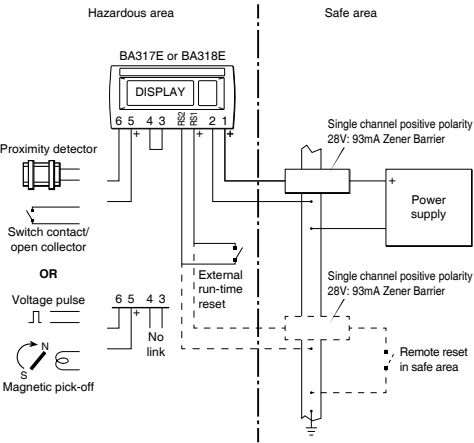 Hazardous area
Safe area
BA317E or BA318E
DISPLAY
6 5 4 3 RS2 RS1 2 1
+ + +
Proximity detector
Single channel positive polarity
28V: 93mA Zener Barrier
+
Power
supply
Switch contact/
open collector
OR
External
run-time
reset
Single channel positive polarity
28V: 93mA Zener Barrier
Voltage pulse
6 5 4 3
+
No
link
N
S
Magnetic pick-off
Remote reset
in safe area